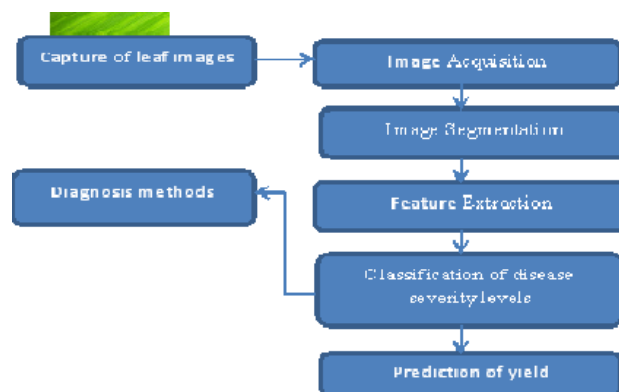 Capture of leaf images
Image Acquisition
Image Segmentation
Diagnosis methods
Feature Extraction
Classification of disease
severity levels
Prediction of yield